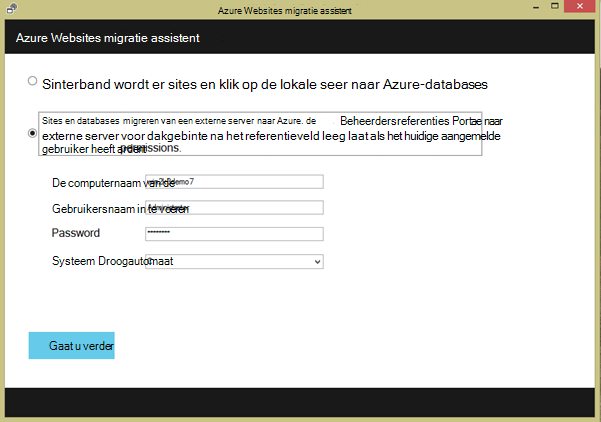 Azure Websites migratie assistent
Azure Websites migratie assistent
Sinterband wordt er sites en klik op de lokale seer naar Azure-databases
Sites en databases migreren van een externe server naar Azure. de Beheerdersreferenties Portae naar
externe server voor dakgebinte na het referentieveld leeg laat als het huidige aangemelde
gebruiker heeft permissions.
De computernaam van de
Gebruikersnaam in te voeren Administrator
Password ********
Systeem Droogautomaat C
Gaat u verder